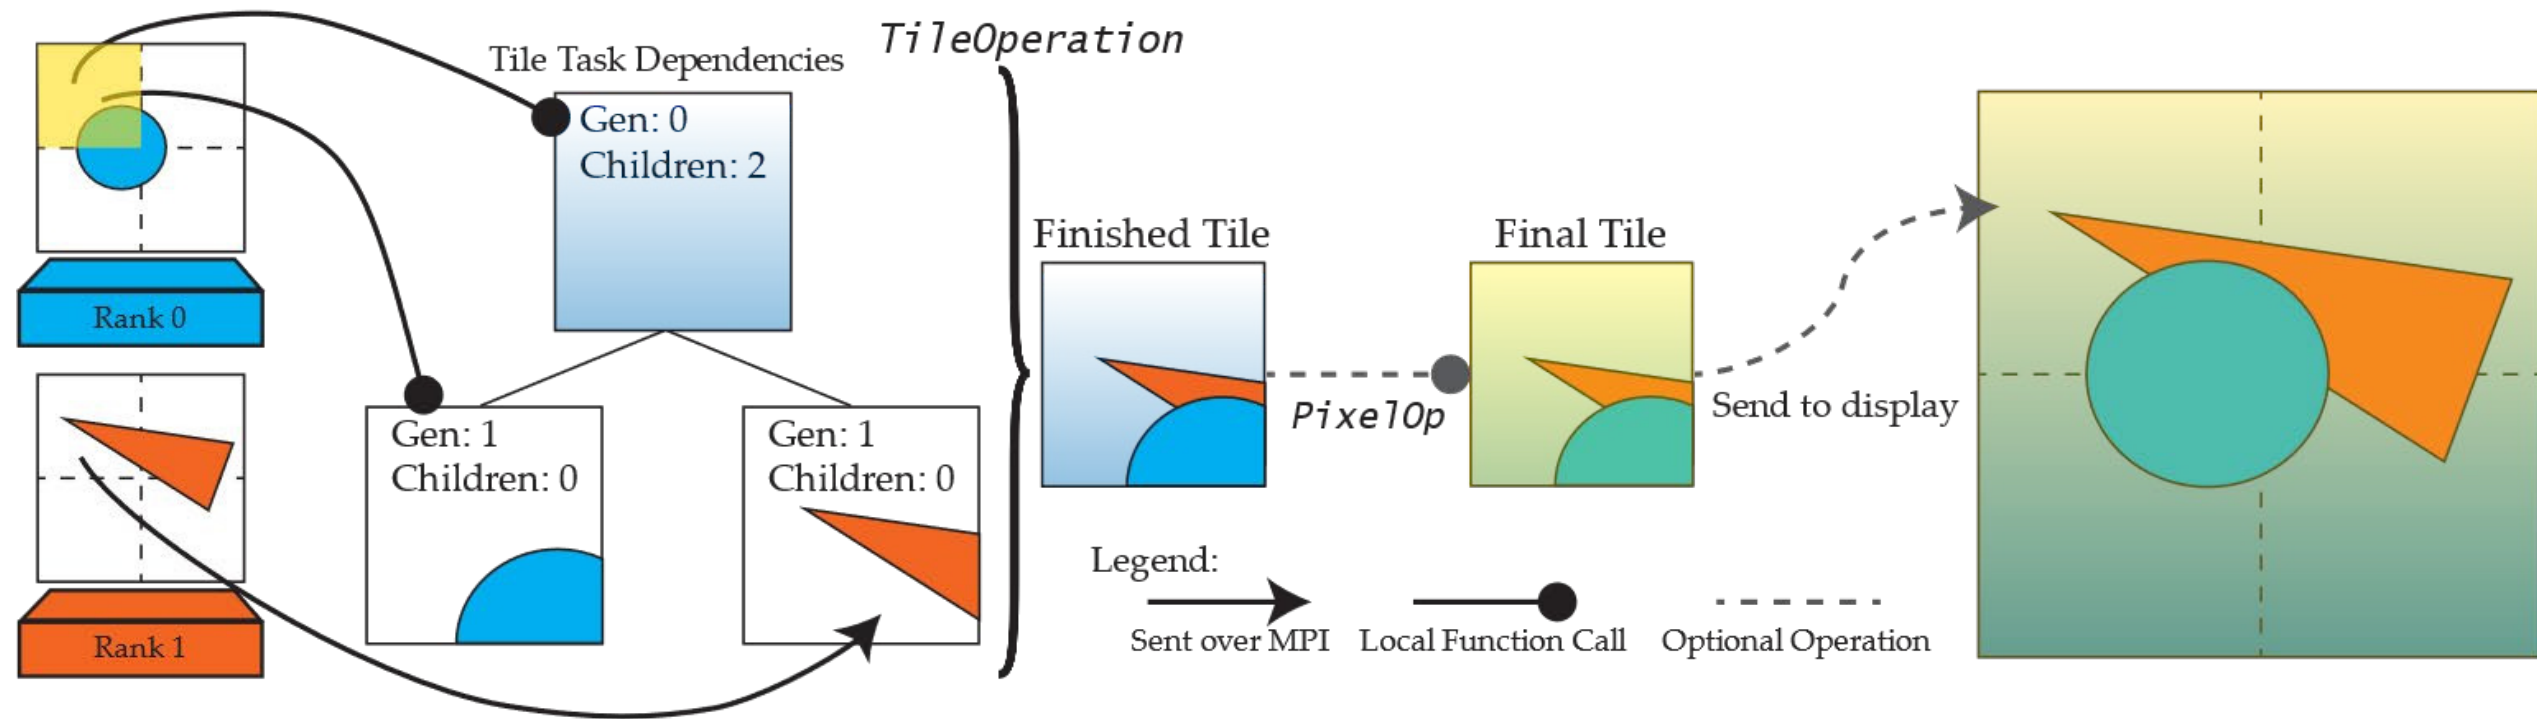 TileOperation
Tile Task Dependencies
Gen: 0
Children: 2
Rank 0
Gen: 1
Children: 0
Gen: 1
Children: 0
Rank 1
Finished Tile
PixelOp
Final Tile
Send to display
Legend:
Sent over MPI
Local Function Call
Optional Operation